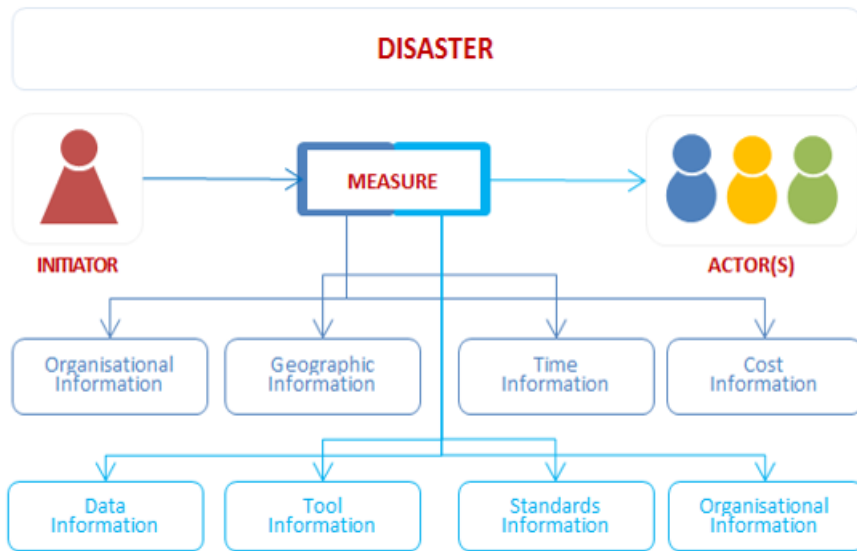 DISASTER
MEASURE
INITIATOR
ACTOR(S)
Organisational
Information
Geographic
Information
Time
Information
Cost
Information
Data
Information
Tool
Information
Standards
Information
Organisational
Information